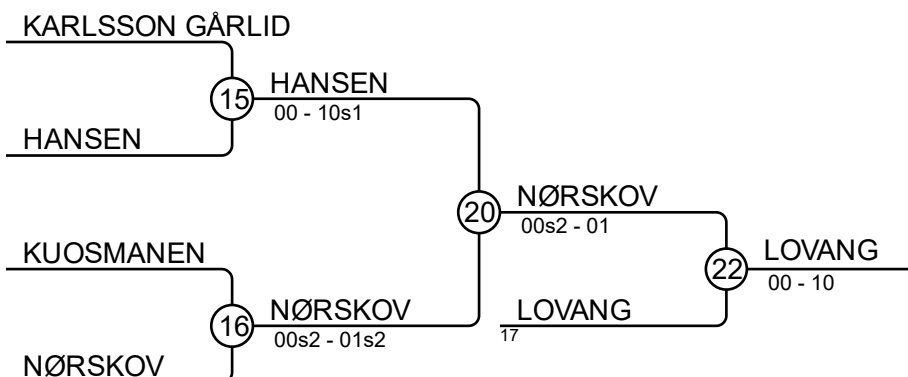 KARLSSON GÅRLID
15
HANSEN
00 - 10s1
HANSEN
20
NØRSKOV
00s2 - 01
KUOSMANEN
22
LOVANG
00 - 10
16
NØRSKOV
00s2 - 01s2
LOVANG
17
NØRSKOV